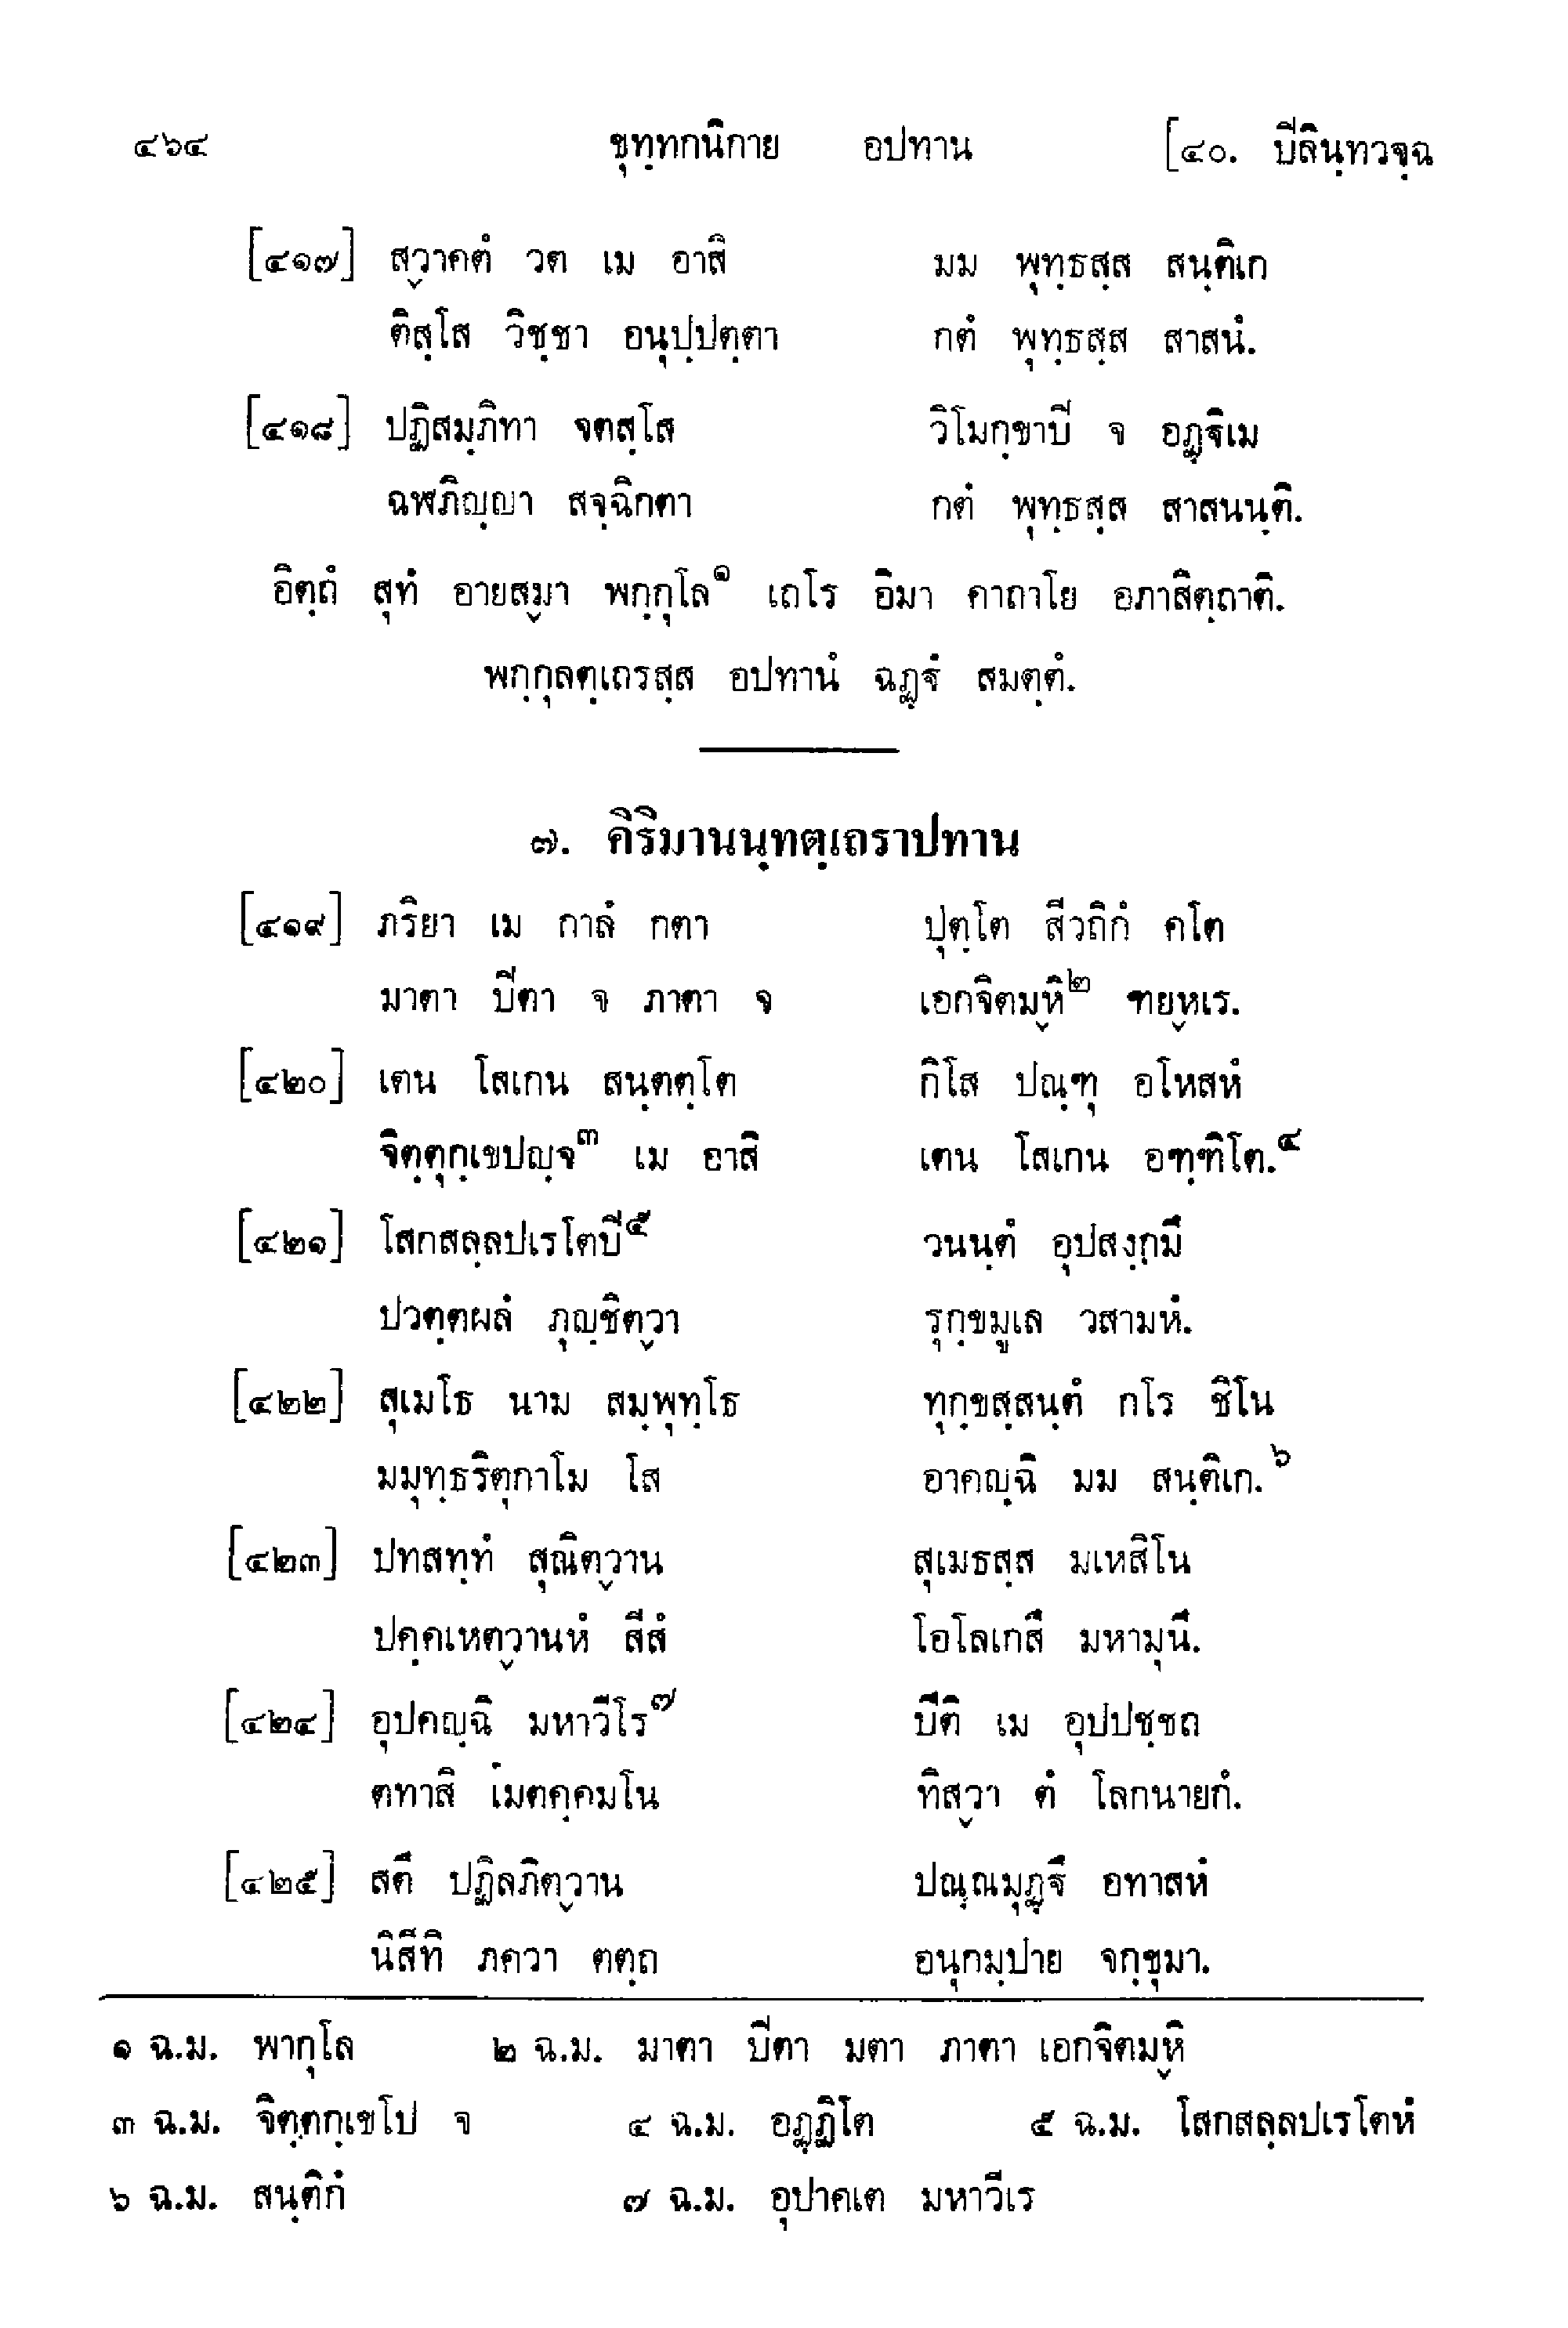 ๔๖๔ ขุทฺทกนิกาย อปทาน [๔๐. ปิลินฺทวจฺฉ
[๔๑๗] สฺวาคตํ วต เม อาสิ มม พุทฺธสฺส สนฺติเก
ติสฺโส วิชฺชา อนุปฺปตฺตา กตํ พุทฺธสฺส สาสนํ.
[๔๑๘] ปฏิสมฺภิทา จตสฺโส วิโมกฺขาปิ จ อฏฺฐิเม
ฉฬภิญฺญา สจฺฉิกตา กตํ พุทฺธสฺส สาสนนฺติ.
อิตฺถํ สุทํ อายสฺมา พกฺกุโล๑ เถโร อิมา คาถาโย อภาสิตฺถาติ.
พกฺกุลตฺเถรสฺส อปทานํ ฉฏฺฐํ สมตฺตํ.
๗. คิริมานนฺทตฺเถราปทาน
[๔๑๙] ภริยา เม กาลํ กตา ปุตฺโต สีวถิกํ คโต
มาตา ปิตา จ ภาตา จ เอกจิตมฺหิ๒ ฑยฺหเร.
[๔๒๐] เตน โสเกน สนฺตตฺโต กิโส ปณฺฑุ อโหสหํ
จิตฺตุกฺเขปญฺจ๓ เม อาสิ เตน โสเกน อฑฺฑิโต.๔
[๔๒๑] โสกสลฺลปเรโตปิ๕ วนนฺตํ อุปสงฺกมึ
ปวตฺตผลํ ภุญฺชิตฺวา รุกฺขมูเล วสามหํ.
[๔๒๒] สุเมโธ นาม สมฺพุทฺโธ ทุกฺขสฺสนฺตํ กโร ชิโน
มมุทฺธริตุกาโม โส อาคญฺฉิ มม สนฺติเก.๖
[๔๒๓] ปทสทฺทํ สุณิตฺวาน สุเมธสฺส มเหสิโน
ปคฺคเหตฺวานหํ สีสํ โอโลเกสึ มหามุนึ.
[๔๒๔] อุปคญฺฉิ มหาวีโร๗ ปีติ เม อุปปชฺชถ
ตทาสิ เมตคฺคมโน ทิสฺวา ตํ โลกนายกํ.
[๔๒๕] สตึ ปฏิลภิตฺวาน ปณฺณมุฏฺฐึ อทาสหํ
นิสีทิ ภควา ตตฺถ อนุกมฺปาย จกฺขุมา.
๑ ฉ.ม. พากุโล ๒ ฉ.ม. มาตา ปิตา มตา ภาตา เอกจิตมฺหิ
๓ ฉ.ม. จิตฺตกฺเขโป จ ๔ ฉ.ม. อฏฺฏิโต ๕ ฉ.ม. โสกสลฺลปเรโตหํ
๖ ฉ.ม. สนฺติกํ ๗ ฉ.ม. อุปาคเต มหาวีเร